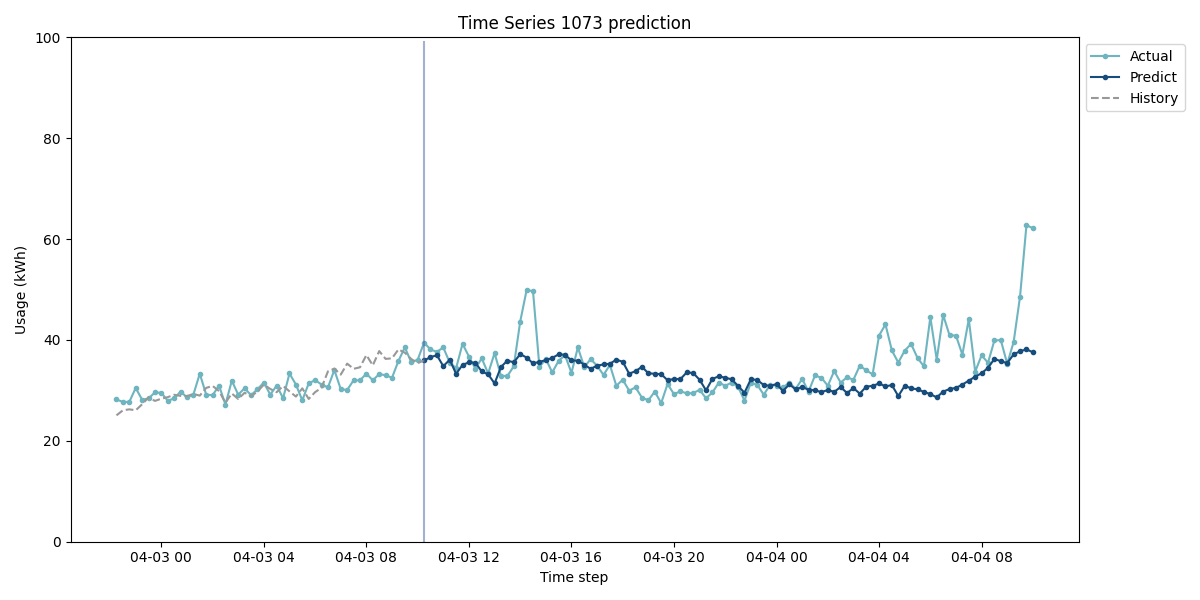 Time Series 1073 prediction
Usage (kWh)
100
80
60
40
20
0
04-03 00
04-03 04
04-03 08
04-03 12
04-03 16
04-03 20
04-04 00
04-04 04
04-04 08
Time step
Actual
Predict
History